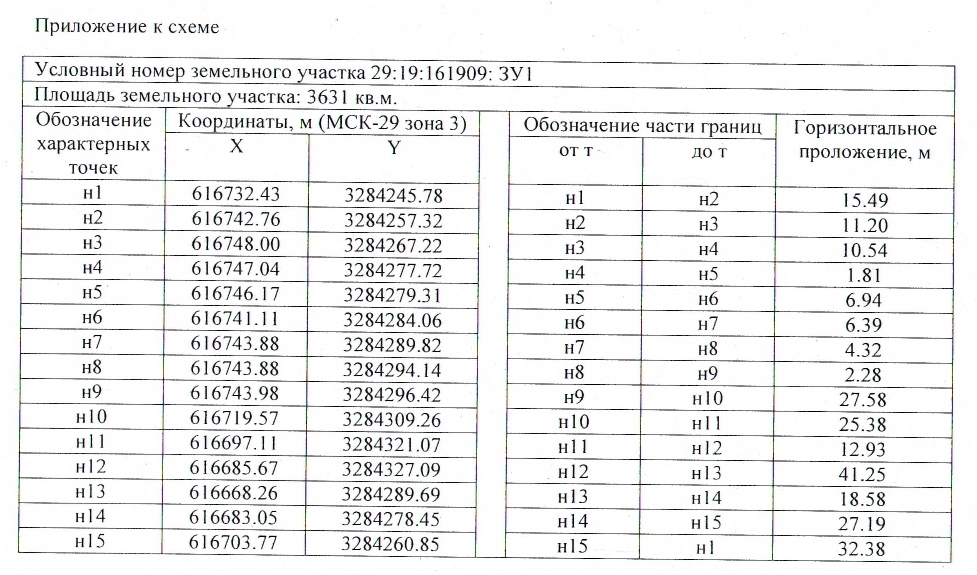 Приложение к схеме
Условный номер земельного участка 29:19:161909: ЗУ1
Площадь земельного участка: 3631 кв.м.
Обозначение характерных точек Координаты, м (МСК-29 зона 3) Обозначение части границ Горизонтальное проложение, м
X Y от т до т
н1 616732.43 3284245.78 н1 н2 15.49
н2 616742.76 3284257.32 н2 н3 11.20
н3 616748.00 3284267.22 н3 н4 10.54
н4 616747.04 3284277.72 н4 н5 1.81
н5 616746.17 3284279.31 н5 н6 6.94
н6 616741.11 3284284.06 н6 н7 6.39
н7 616743.88 3284289.82 н7 н8 4.32
н8 616743.88 3284294.14 н8 н9 2.28
н9 616743.98 3284296.42 н9 н10 27.58
н10 616719.57 3284309.26 н10 н11 25.38
н11 616697.11 3284321.07 н11 н12 12.93
н12 616685.67 3284327.09 н12 н13 41.25
н13 616668.26 3284289.69 н13 н14 18.58
н14 616683.05 3284278.45 н14 н15 27.19
н15 616703.77 3284260.85 н15 н1 32.38